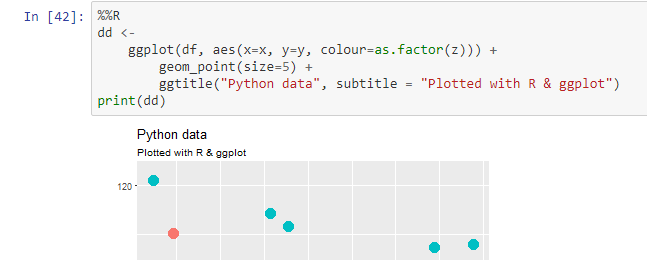 In [42]:
%%R
dd <-
    ggplot(df, aes(x=x, y=y, colour=as.factor(z))) +
        geom_point(size=5) +
        ggtitle("Python data", subtitle = "Plotted with R & ggplot")
print(dd)
Python data
Plotted with R & ggplot
120